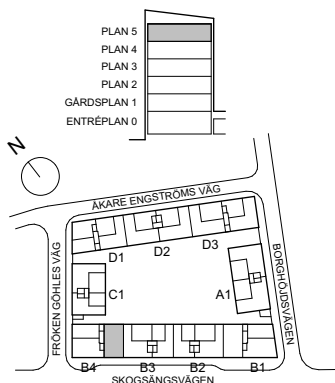 PLAN 5
PLAN 4
PLAN 3
PLAN 2
GÅRDSPLAN 1
ENTRÉPLAN 0
N
ÅKARE ENGSTRÖMS VÄG
FRÖKEN GÖHLES VÄG
BORGHÖJDSVÄGEN
D1
D2
D3
C1
A1
B4
B3
B2
B1
SKOGSÄNGSVÄGEN